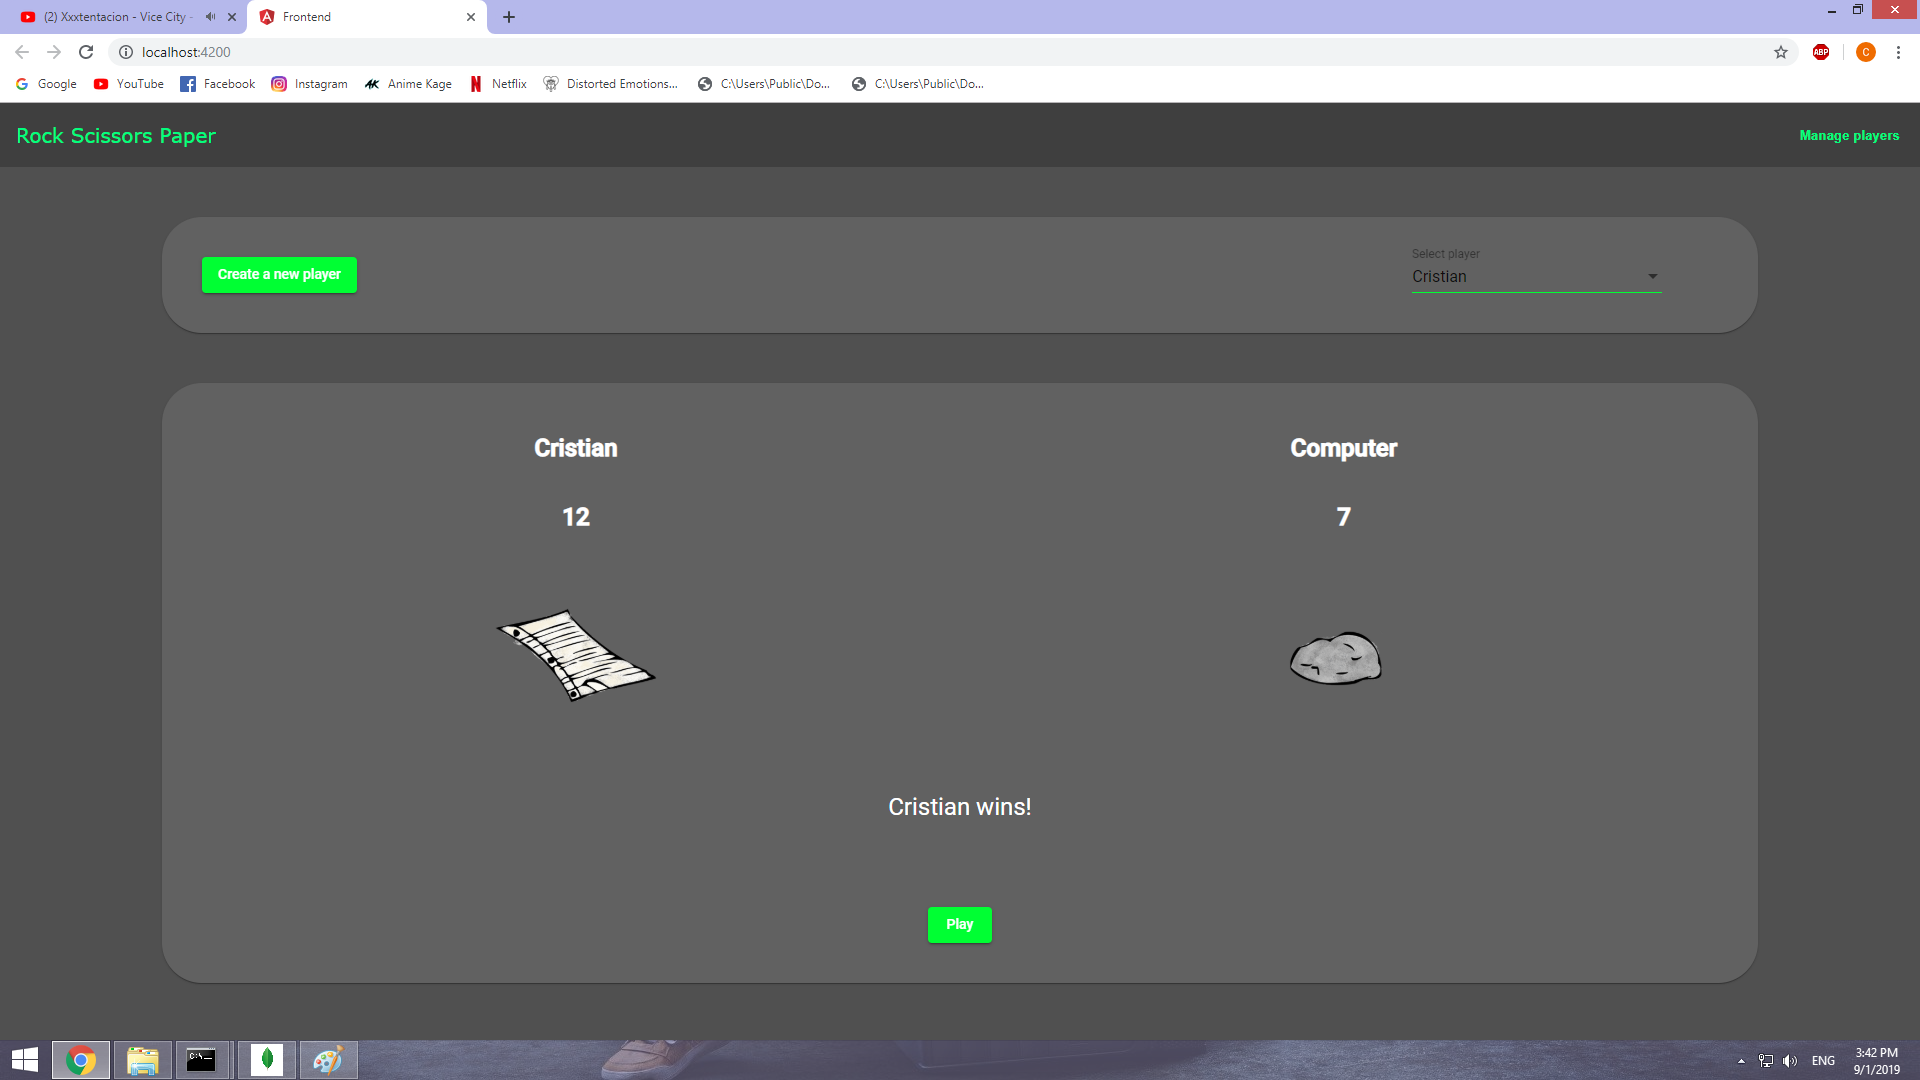 (2) Xxxtentacion - Vice City -
Frontend
localhost:4200
ABP
C
Google
YouTube
Facebook
Instagram
Anime Kage
Netflix
Distorted Emotions...
C:\Users\Public\Do...
C:\Users\Public\Do...
Rock Scissors Paper
Manage players
Create a new player
Select player
Cristian
Cristian
Computer
12
7
Cristian wins!
Play
ENG
3:42 PM
9/1/2019